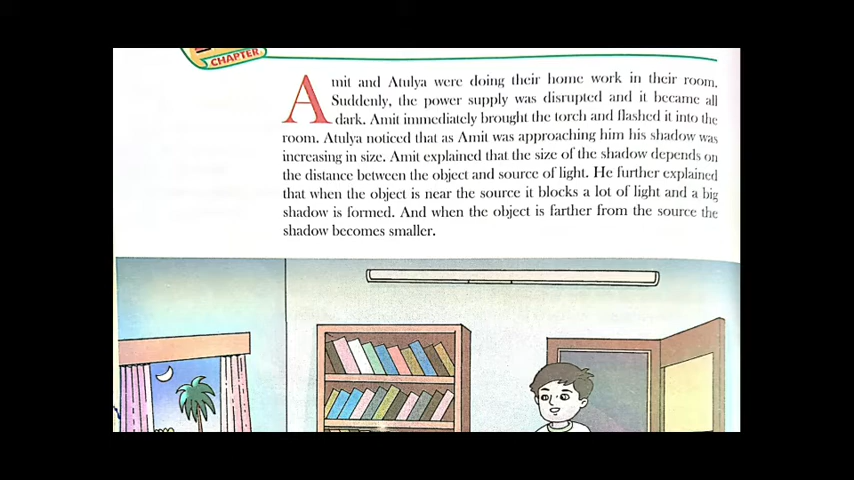 CHAPTER
Amit and Atulya were doing their home work in their room.
Suddenly, the power supply was disrupted and it became all
dark. Amit immediately brought the torch and flashed it into the
room. Atulya noticed that as Amit was approaching him his shadow was
increasing in size. Amit explained that the size of the shadow depends on
the distance between the object and source of light. He further explained
that when the object is near the source it blocks a lot of light and a big
shadow is formed. And when the object is farther from the source the
shadow becomes smaller.